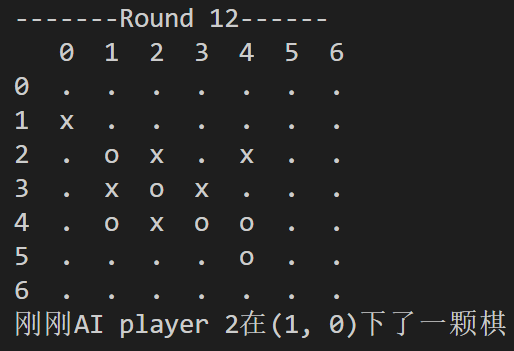 -------Round 12------
   0  1  2  3  4  5  6
0  .  .  .  .  .  .  .
1  x  .  .  .  .  .  .
2  .  o  x  .  x  .  .
3  .  x  o  x  .  .  .
4  .  o  x  o  o  .  .
5  .  .  .  .  o  .  .
6  .  .  .  .  .  .  .
刚刚AI player 2在(1, 0)下了一颗棋